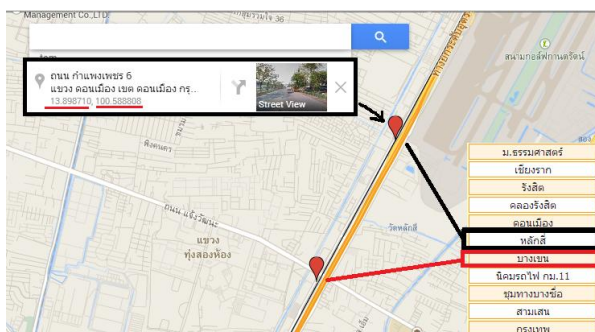 Management Co.,LTD.
ถนน กำแพงเพชร 6
แขวง ดอนเมือง เขต ดอนเมือง กรุ...
13.898710, 100.588808
Street View
สนามกอล์ฟกานตรัตน์
ถนน แจ้งวัฒนะ
แขวง
ทุ่งสองห้อง
วัดหลักสี่
ม.ธรรมศาสตร์
เชียงราก
รังสิต
คลองรังสิต
ดอนเมือง
หลักสี่
บางเขน
นิคมรถไฟ กม.11
ชุมทางบางซื่อ
สามเสน
กรุงเทพ